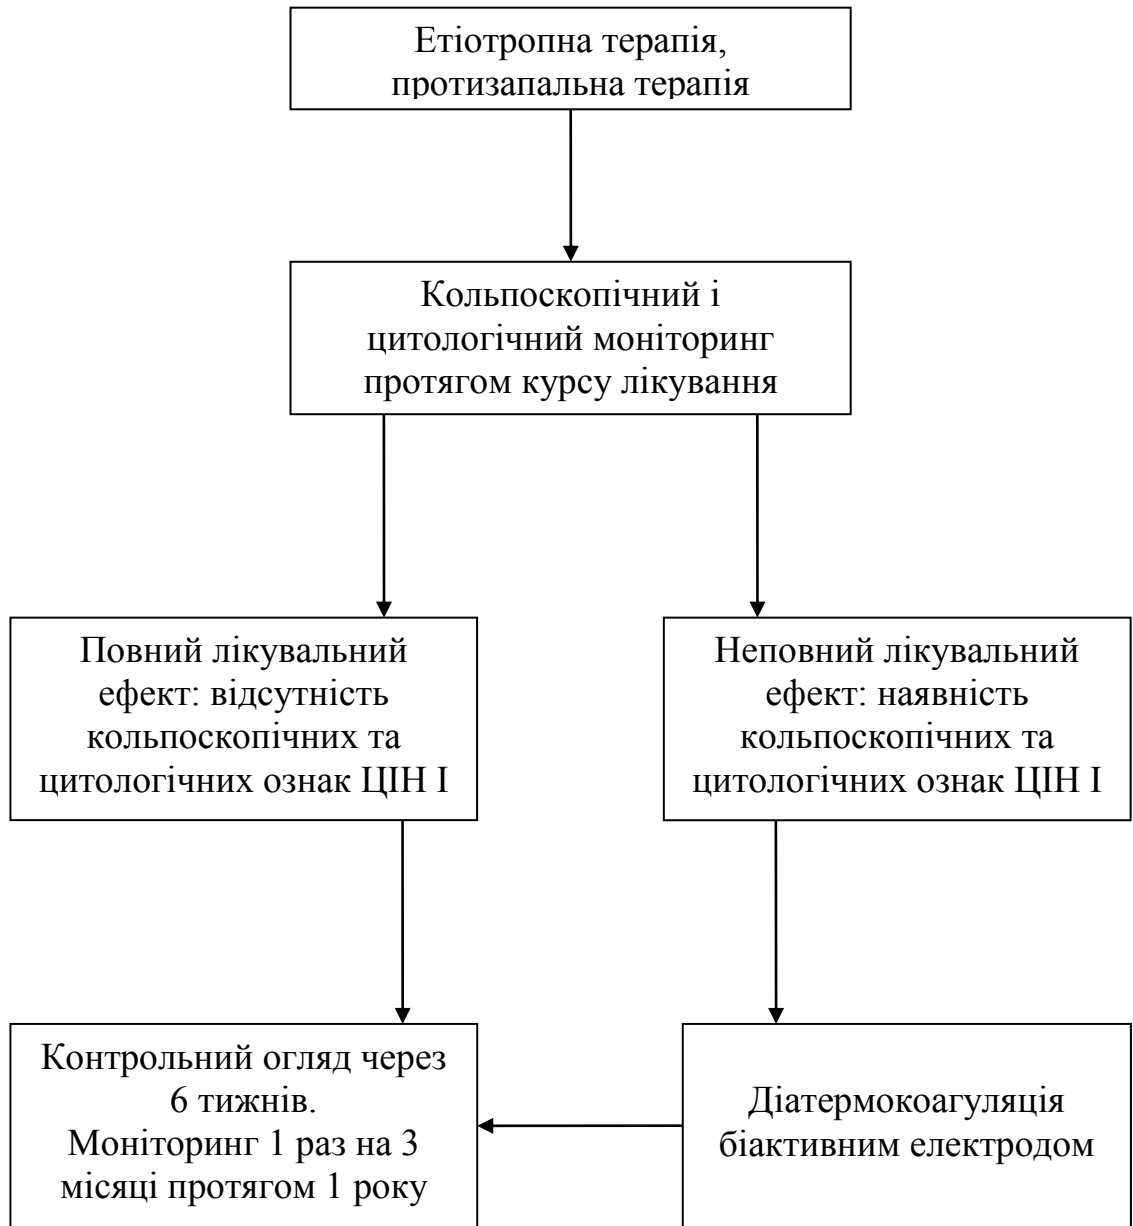 Етіотропна терапія,
протизапальна терапія
Кольпоскопічний і
цитологічний моніторинг
протягом курсу лікування
Повний лікувальний
ефект: відсутність
кольпоскопічних та
цитологічних ознак ЦІН I
Неповний лікувальний
ефект: наявність
кольпоскопічних та
цитологічних ознак ЦІН I
Контрольний огляд через
6 тижнів.
Моніторинг 1 раз на 3
місяці протягом 1 року
Діатермокоагуляція
біактивним електродом